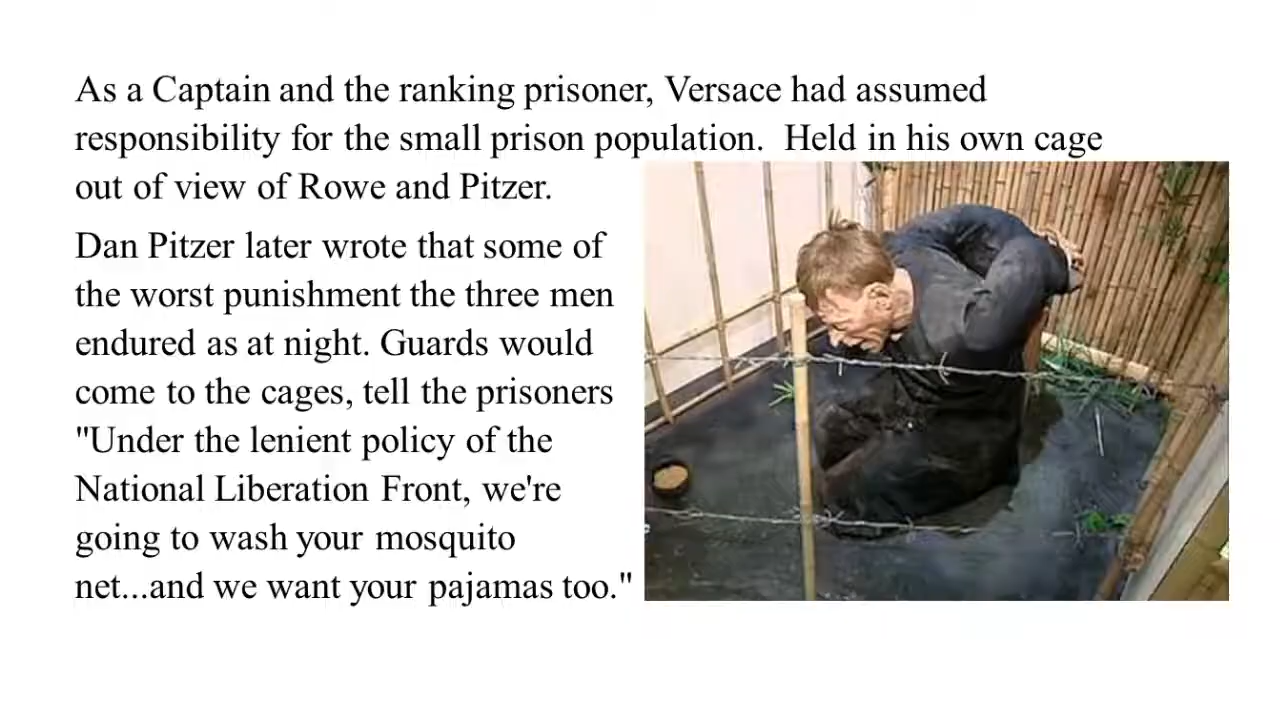 As a Captain and the ranking prisoner, Versace had assumed
responsibility for the small prison population.  Held in his own cage
out of view of Rowe and Pitzer.
Dan Pitzer later wrote that some of
the worst punishment the three men
endured as at night. Guards would
come to the cages, tell the prisoners
"Under the lenient policy of the
National Liberation Front, we're
going to wash your mosquito
net...and we want your pajamas too."